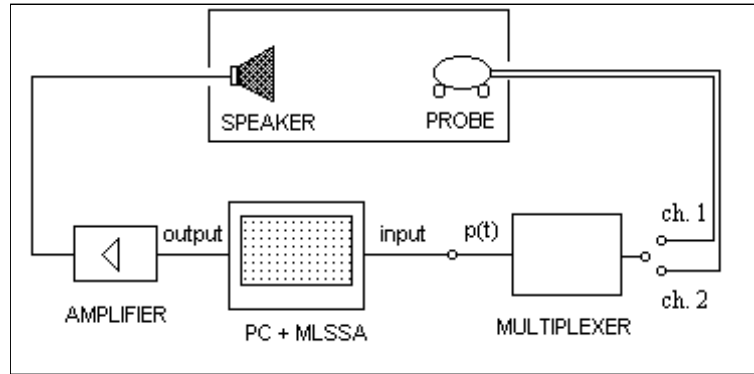 SPEAKER
PROBE
output
input
p(t)
ch. 1
ch. 2
AMPLIFIER
PC + MLSSA
MULTIPLEXER